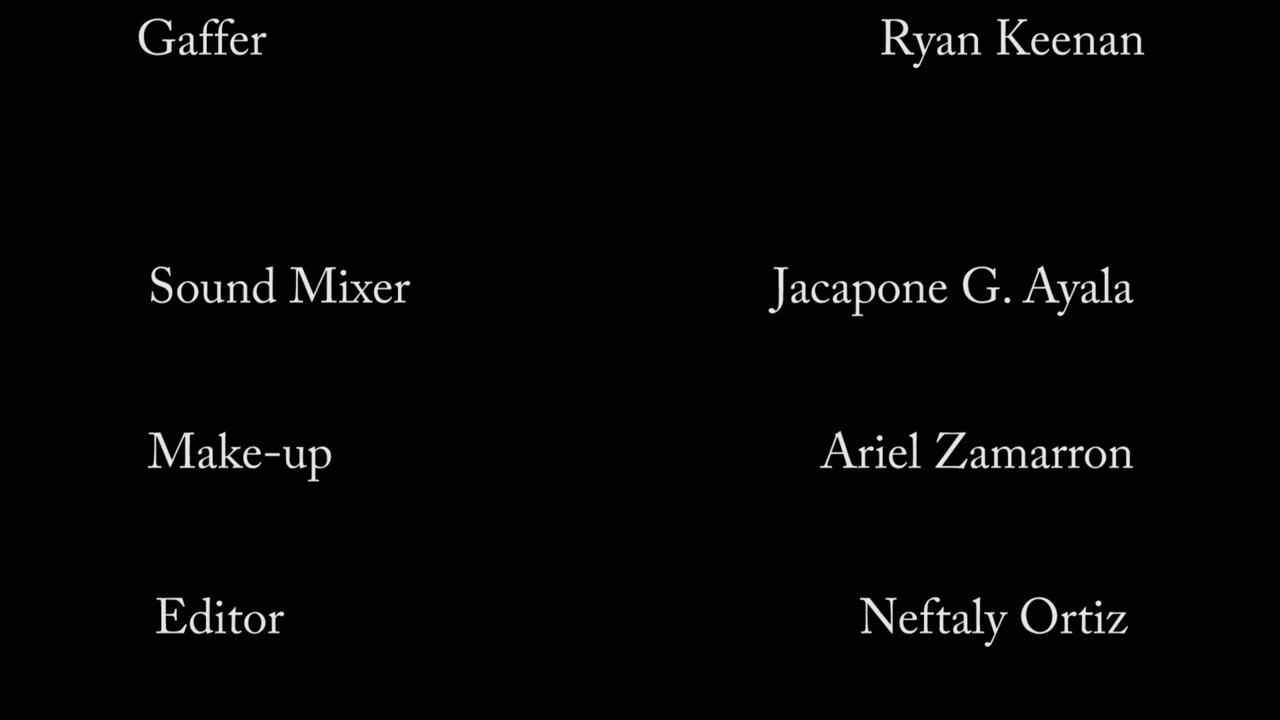 Gaffer Ryan Keenan
Sound Mixer Jacapone G. Ayala
Make-up Ariel Zamarron
Editor Neftaly Ortiz